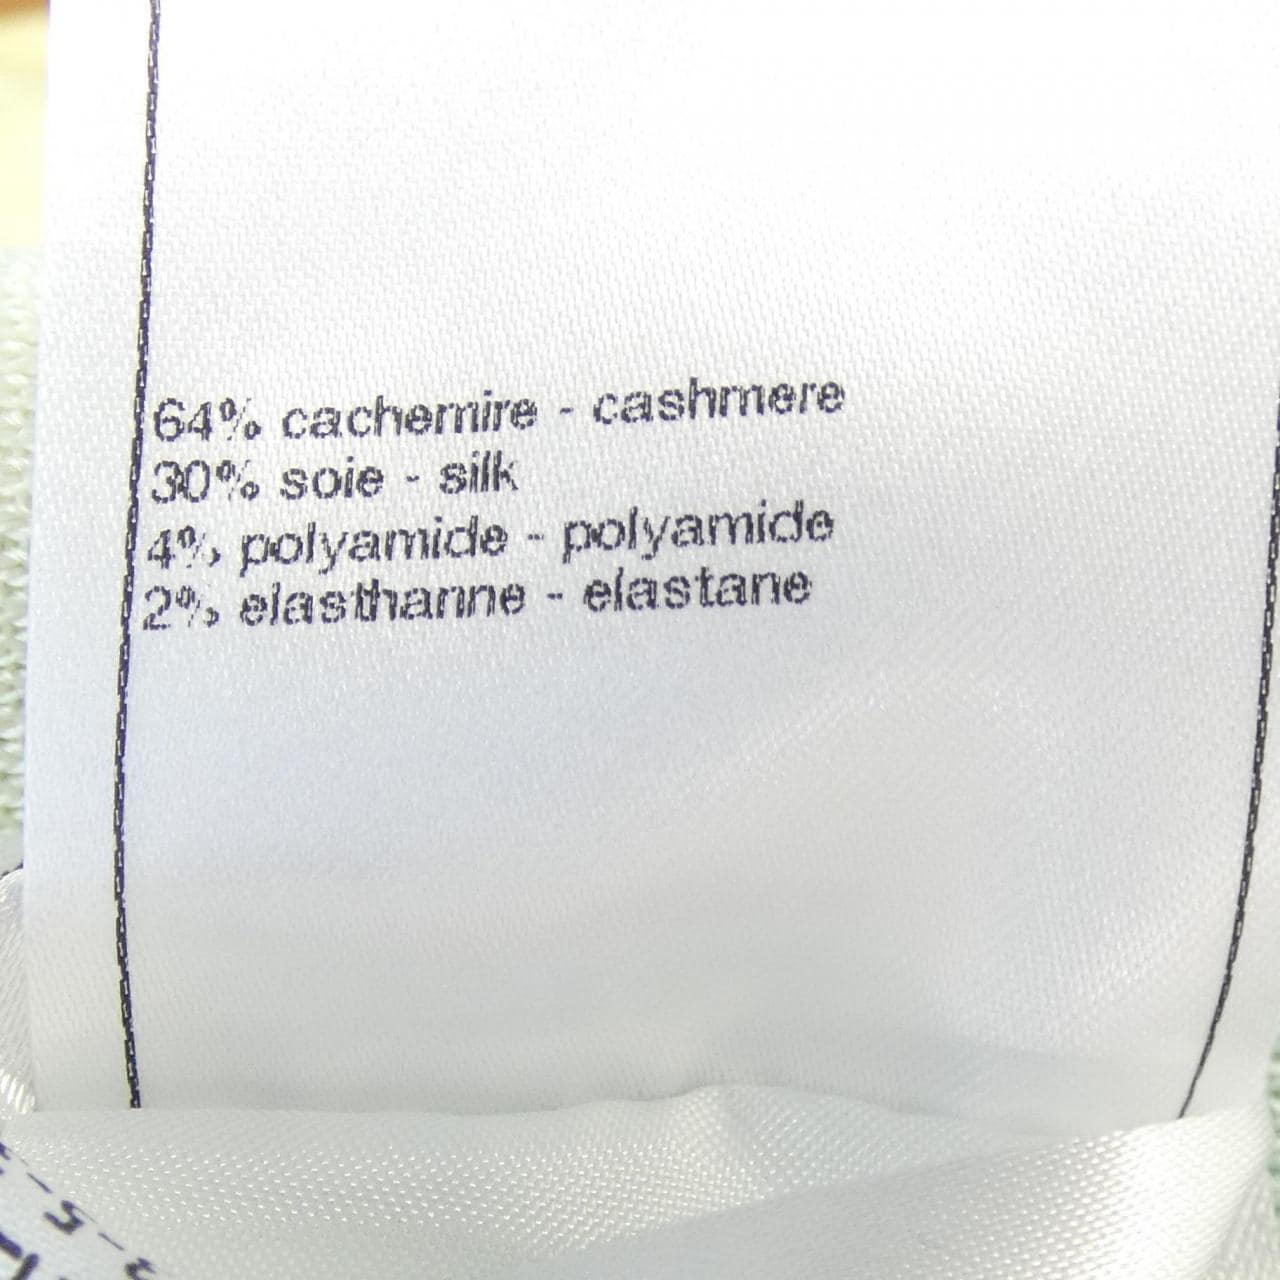 64% cachemire - cashmere
30% soie - silk
4% polyamide - polyamide
2% elasthanne - elastane